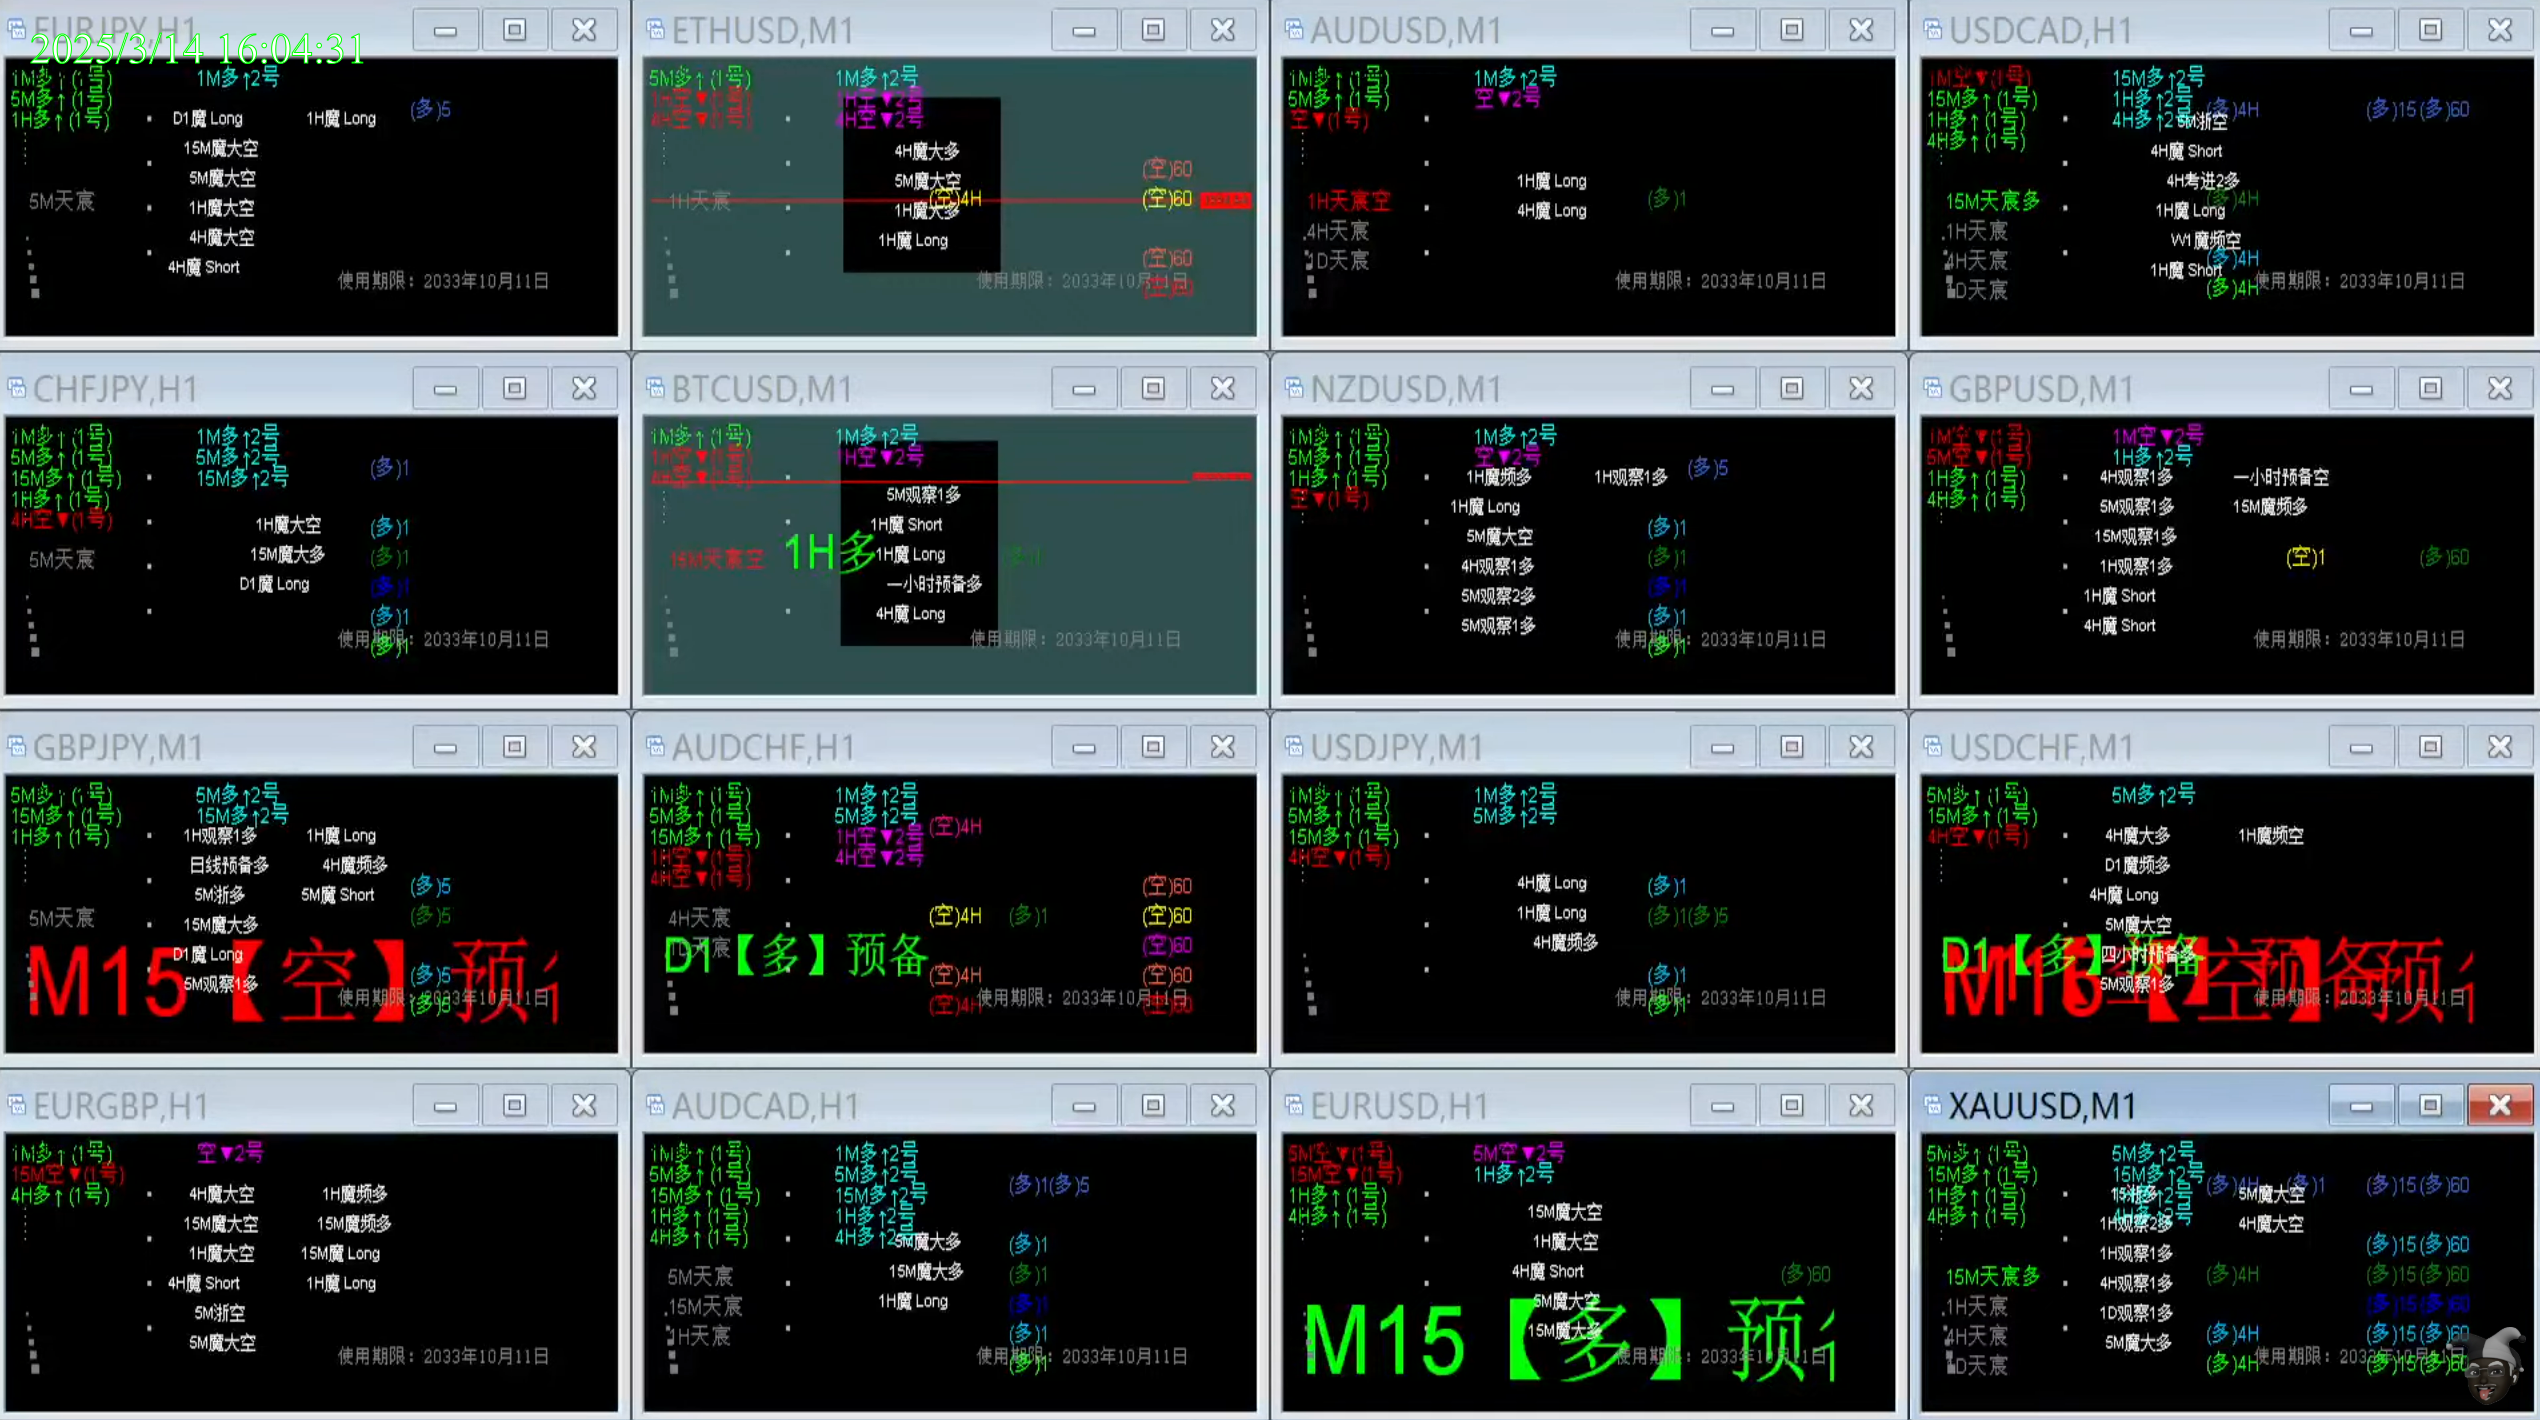 EURJPY,H1
2025/3/14 16:04:31
1M多↑(1号)
1M多↑2号
5M多↑(1号)
(多)5
1H多↑(1号)
D1魔 Long
1H魔 Long
15M魔大空
5M魔大空
5M天宸
1H魔大空
4H魔大空
4H魔 Short
使用期限：2033年10月11日
ETHUSD,M1
5M多↑(1号)
1M多↑2号
1H空▼(1号)
1H空▼2号
4H空▼(1号)
4H空▼2号
4H魔大多
(空)60
5M魔大空
1H天宸
(空)4H
(空)60
1H魔大多
1H魔 Long
(空)60
使用期限：2033年10月11日
(空)60
AUDUSD,M1
1M多↑(1号)
1M多↑2号
5M多↑(1号)
空▼2号
空▼(1号)
1H魔 Long
1H天宸空
(多)1
4H魔 Long
4H天宸
1D天宸
使用期限：2033年10月11日
USDCAD,H1
1M空▼(1号)
15M多↑2号
15M多↑(1号)
1H多↑2号
(多)4H
(多)15(多)60
1H多↑(1号)
4H多↑2号
5M浙空
4H多↑(1号)
4H魔 Short
4H考进2多
15M天宸多
(多)4H
1H魔 Long
1H天宸
W1魔频空
4H天宸
(多)4H
1H魔 Short
D天宸
(多)4H
使用期限：2033年10月11日
CHFJPY,H1
1M多↑(1号)
1M多↑2号
5M多↑(1号)
5M多↑2号
(多)1
15M多↑(1号)
15M多↑2号
1H多↑(1号)
4H空▼(1号)
1H魔大空
(多)1
5M天宸
15M魔大多
(多)1
D1魔 Long
(多)1
(多)1
使用期限：2033年10月11日
(多)1
BTCUSD,M1
1M多↑(1号)
1M多↑2号
1H空▼(1号)
1H空▼2号
4H空▼(1号)
5M观察1多
1H魔 Short
15M天宸空
1H多
1H魔 Long
(多)1
一小时预备多
4H魔 Long
使用期限：2033年10月11日
NZDUSD,M1
1M多↑(1号)
1M多↑2号
5M多↑(1号)
空▼2号
1H多↑(1号)
1H魔频多
1H观察1多
(多)5
空▼(1号)
1H魔 Long
5M魔大空
(多)1
4H观察1多
(多)1
5M观察2多
(多)1
5M观察1多
(多)1
使用期限：2033年10月11日
(多)1
GBPUSD,M1
1M空▼(1号)
1M空▼2号
5M空▼(1号)
1H多↑2号
1H多↑(1号)
4H观察1多
一小时预备空
4H多↑(1号)
5M观察1多
15M魔频多
15M观察1多
1H观察1多
(空)1
(多)60
1H魔 Short
4H魔 Short
使用期限：2033年10月11日
GBPJPY,M1
5M多↑(1号)
5M多↑2号
15M多↑(1号)
15M多↑2号
1H多↑(1号)
1H观察1多
1H魔 Long
日线预备多
4H魔频多
5M浙多
5M魔 Short
(多)5
5M天宸
15M魔大多
(多)5
D1魔 Long
M15【空】预
5M观察1多
(多)5
使用期限：2033年10月11日
(多)5
AUDCHF,H1
1M多↑(1号)
1M多↑2号
5M多↑(1号)
5M多↑2号
15M多↑(1号)
1H空▼2号
(空)4H
1H空▼(1号)
4H空▼2号
4H空▼(1号)
(空)60
4H天宸
(空)4H
(多)1
(空)60
1D天宸
D1【多】预备
(空)60
(空)4H
(空)60
(空)4H
使用期限：2033年10月11日
(空)60
USDJPY,M1
1M多↑(1号)
1M多↑2号
5M多↑(1号)
5M多↑2号
15M多↑(1号)
4H空▼(1号)
4H魔 Long
(多)1
1H魔 Long
(多)1(多)5
4H魔频多
(多)1
使用期限：2033年10月11日
(多)1
USDCHF,M1
5M多↑(1号)
5M多↑2号
15M多↑(1号)
4H空▼(1号)
4H魔大多
1H魔频空
D1魔频多
4H魔 Long
5M魔大空
D1【多】预备
四小时预备多
M15【空】预
5M观察1多
使用期限：2033年10月11日
EURGBP,H1
1M多↑(1号)
空▼2号
15M空▼(1号)
4H多↑(1号)
4H魔大空
1H魔频多
15M魔大空
15M魔频多
1H魔大空
15M魔 Long
4H魔 Short
1H魔 Long
5M浙空
5M魔大空
使用期限：2033年10月11日
AUDCAD,H1
1M多↑(1号)
1M多↑2号
5M多↑(1号)
5M多↑2号
(多)1(多)5
15M多↑(1号)
15M多↑2号
1H多↑(1号)
1H多↑2号
4H多↑(1号)
4H多↑2号
5M魔大多
(多)1
5M天宸
15M魔大多
(多)1
15M天宸
1H魔 Long
(多)1
1H天宸
(多)1
使用期限：2033年10月11日
(多)1
EURUSD,H1
5M空▼(1号)
5M空▼2号
15M空▼(1号)
1H多↑2号
1H多↑(1号)
4H多↑(1号)
15M魔大空
1H魔大空
4H魔 Short
(多)60
5M魔大空
M15【多】预
15M魔大多
使用期限：2033年10月11日
XAUUSD,M1
5M多↑(1号)
5M多↑2号
15M多↑(1号)
15M多↑2号
1H多↑(1号)
(多)4H
(多)1
5M魔大空
(多)15(多)60
4H多↑(1号)
1H观察2多
4H魔大空
1H观察1多
(多)15(多)60
15M天宸多
4H观察1多
(多)4H
(多)15(多)60
1H天宸
1D观察1多
(多)15(多)60
4H天宸
5M魔大多
(多)4H
(多)15(多)60
D天宸
(多)4H
使用期限：2033年10月11日
(多)15(多)60